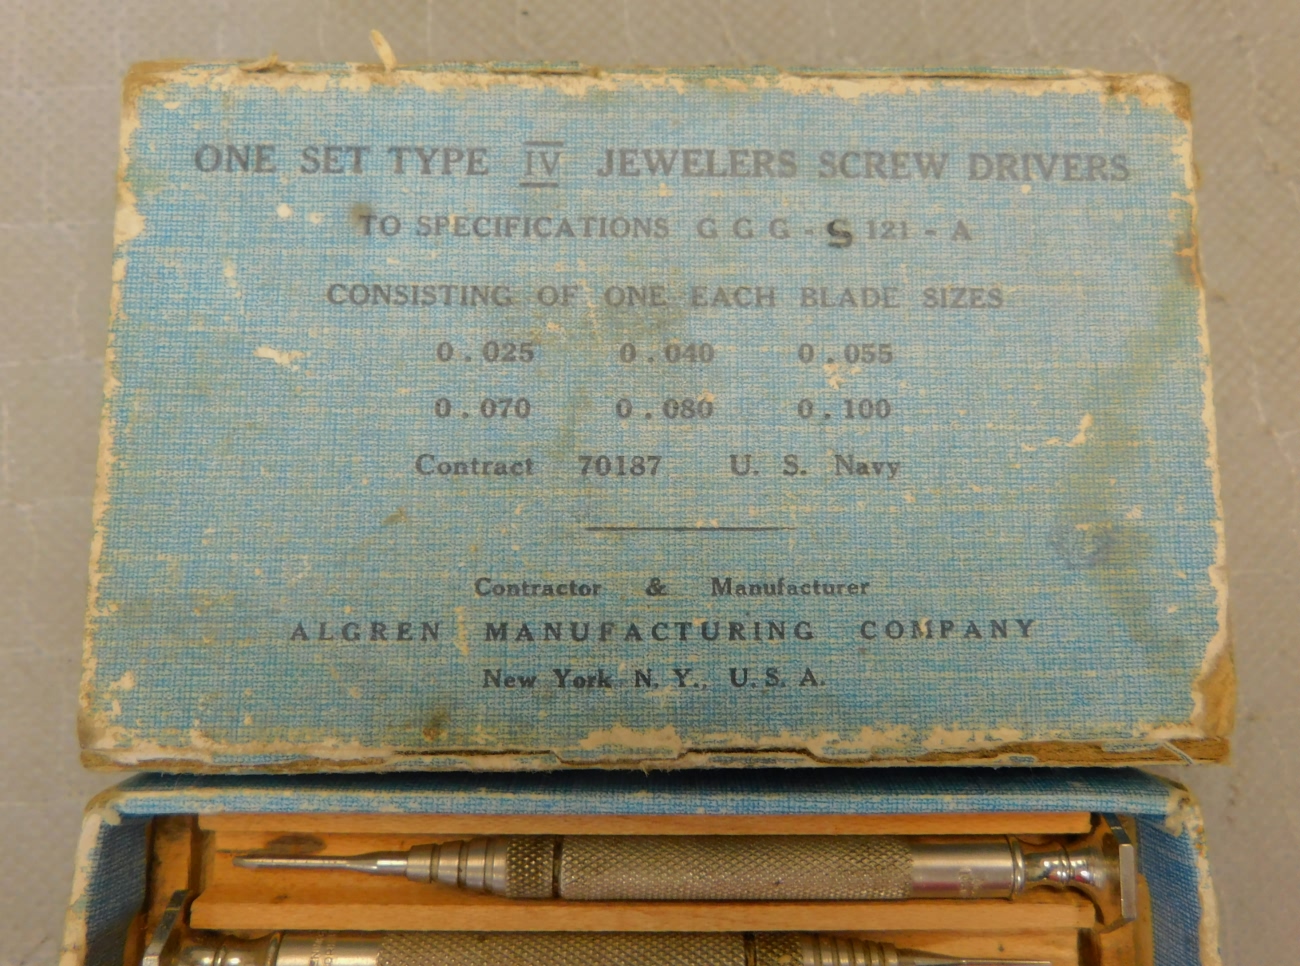 ONE SET TYPE IV JEWELERS SCREW DRIVERS
TO SPECIFICATIONS G G G - S 121 - A
CONSISTING OF ONE EACH BLADE SIZES
0.025 0.040 0.055
0.070 0.080 0.100
Contract 70187 U. S. Navy
Contractor & Manufacturer
ALGREN MANUFACTURING COMPANY
New York N. Y., U. S. A.